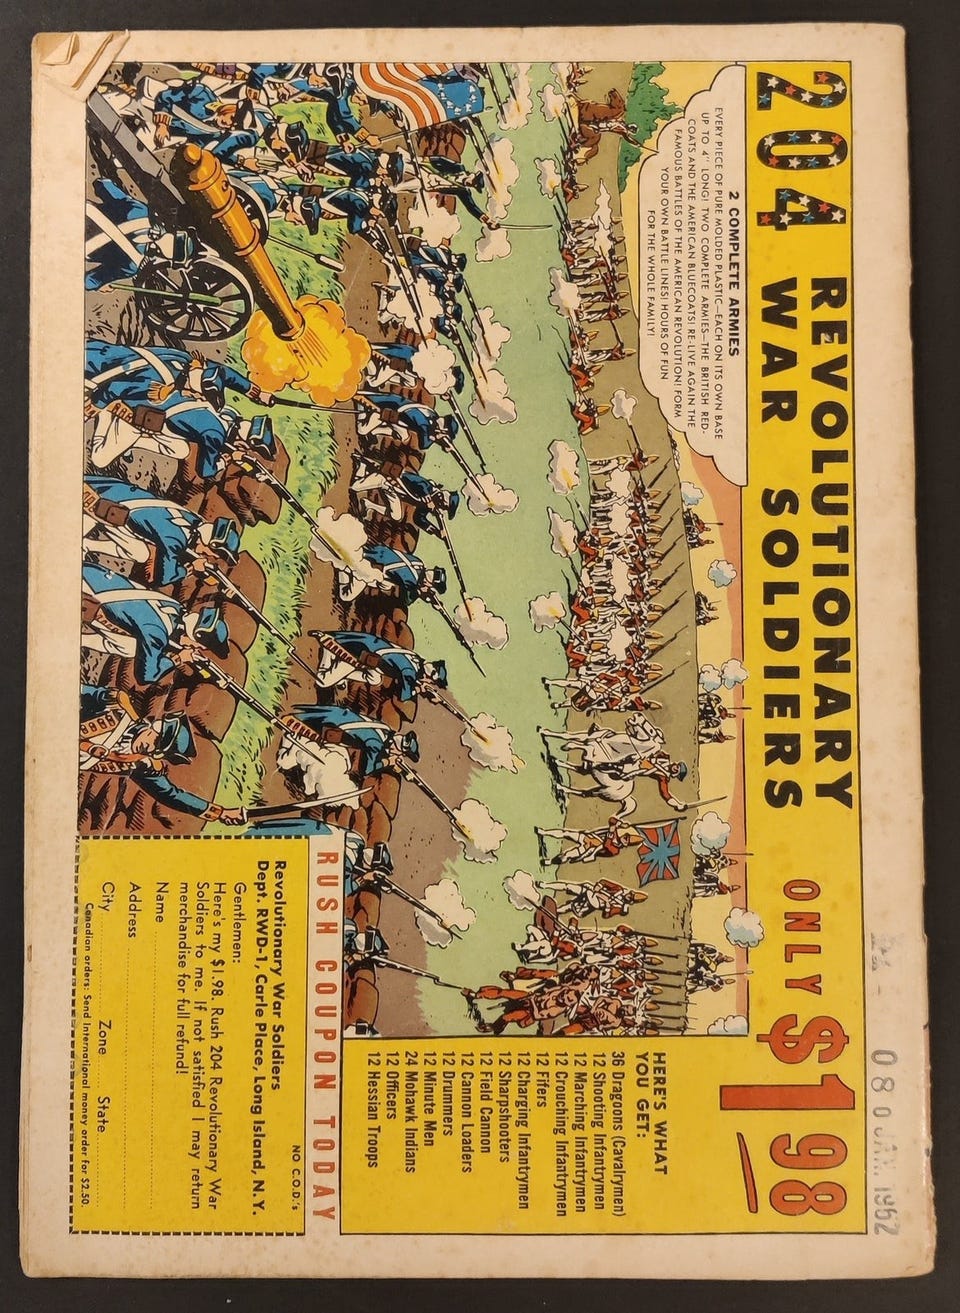 204 REVOLUTIONARY
WAR SOLDIERS
ONLY $1.98
2 COMPLETE ARMIES
EVERY PIECE OF PURE MOLDED PLASTIC—EACH ON ITS OWN BASE
UP TO 4" LONG! TWO COMPLETE ARMIES—THE BRITISH RED-
COATS AND THE AMERICAN BLUECOATS! RE-LIVE AGAIN THE
FAMOUS BATTLES OF THE AMERICAN REVOLUTION! FORM
YOUR OWN BATTLE LINES! HOURS OF FUN
FOR THE WHOLE FAMILY!
HERE'S WHAT
YOU GET:
36 Dragoons (Cavalrymen)
12 Shooting Infantrymen
12 Marching Infantrymen
12 Crouching Infantrymen
12 Fifers
12 Charging Infantrymen
12 Sharpshooters
12 Field Cannon
12 Cannon Loaders
12 Drummers
12 Minute Men
24 Mohawk Indians
12 Officers
12 Hessian Troops
RUSH COUPON TODAY
NO C.O.D.'s
Revolutionary War Soldiers
Dept. RWD-1, Carle Place, Long Island, N.Y.
Gentlemen:
Here's my $1.98. Rush 204 Revolutionary War
Soldiers to me. If not satisfied I may return
merchandise for full refund!
Name
Address
City Zone State
Canadian orders: Send International money order for $2.50.
080 JAN. 1962